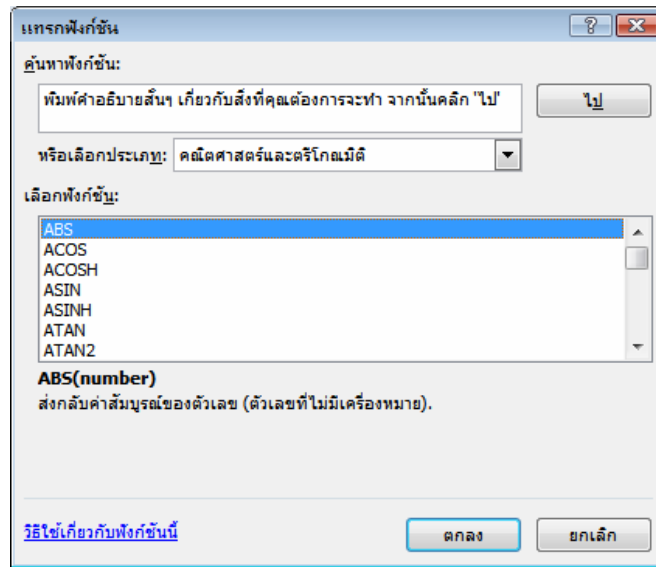 แทรกฟังก์ชัน
ค้นหาฟังก์ชัน:
พิมพ์คำอธิบายสั้นๆ เกี่ยวกับสิ่งที่คุณต้องการจะทำ จากนั้นคลิก 'ไป'
ไป
หรือเลือกประเภท: คณิตศาสตร์และตรีโกณมิติ
เลือกฟังก์ชัน:
ABS
ACOS
ACOSH
ASIN
ASINH
ATAN
ATAN2
ABS(number)
ส่งกลับค่าสัมบูรณ์ของตัวเลข (ตัวเลขที่ไม่มีเครื่องหมาย).
วิธีใช้เกี่ยวกับฟังก์ชันนี้
ตกลง
ยกเลิก